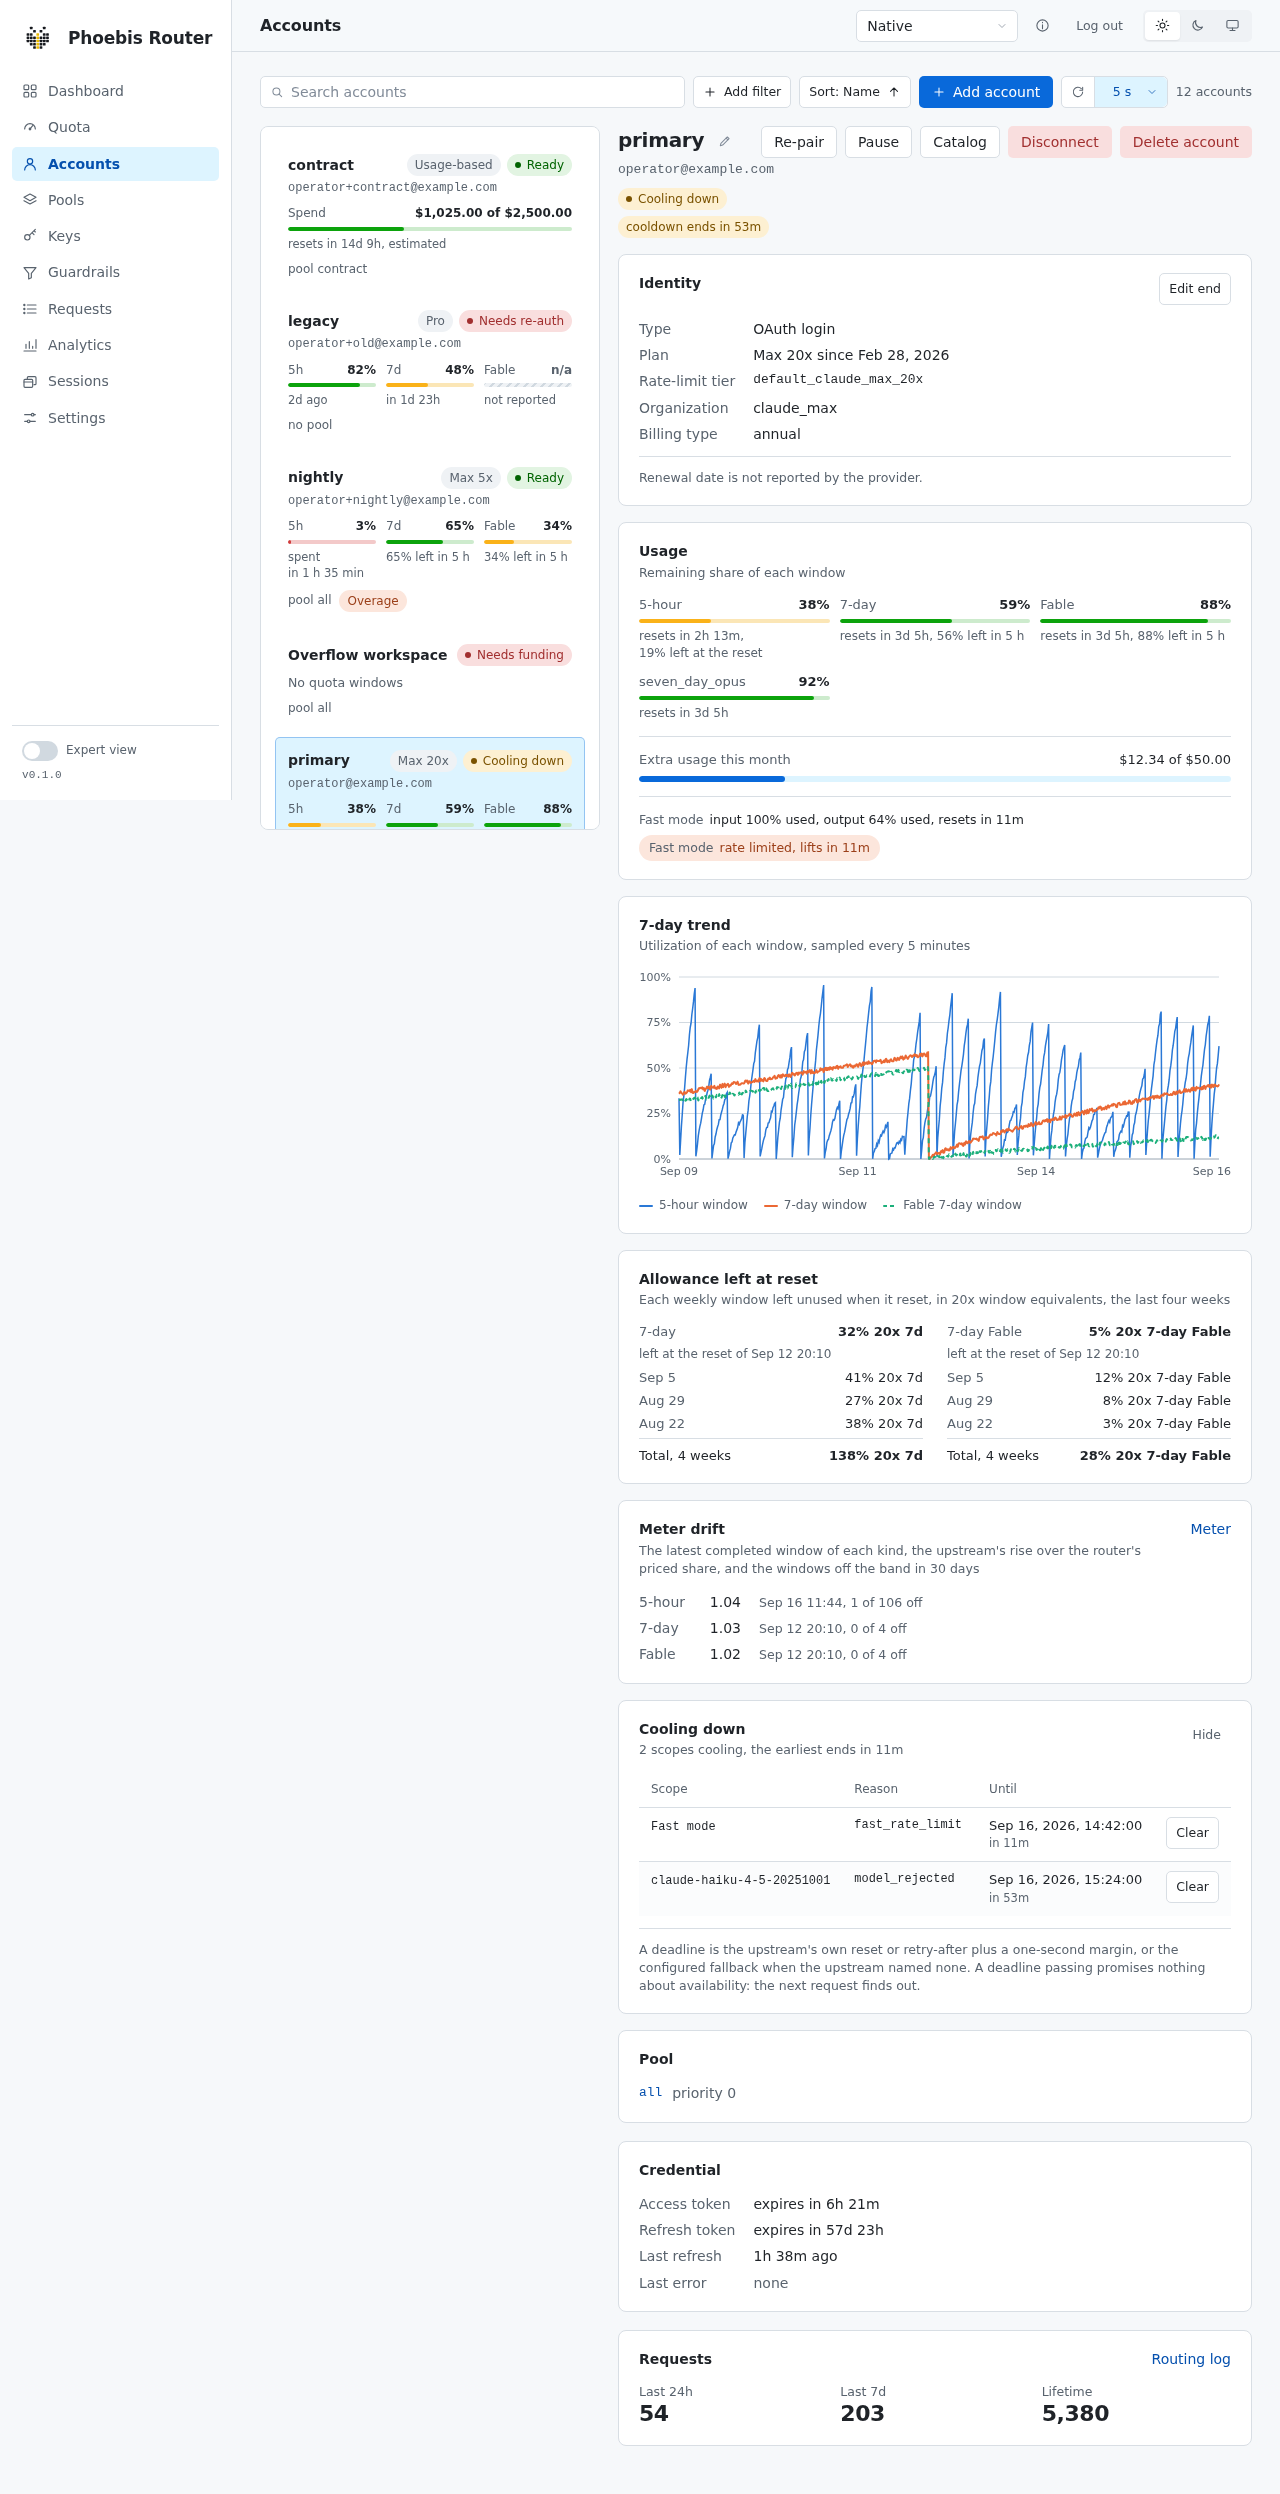 Phoebis Router
Dashboard
Quota
Accounts
Pools
Keys
Guardrails
Requests
Analytics
Sessions
Settings
Expert view
v0.1.0
Accounts
Native
Log out
Search accounts
Add filter
Sort: Name
Add account
5 s
12 accounts
contract Usage-based Ready
operator+contract@example.com
Spend $1,025.00 of $2,500.00
resets in 14d 9h, estimated
pool contract
legacy Pro Needs re-auth
operator+old@example.com
5h 82% 7d 48% Fable n/a
2d ago in 1d 23h not reported
no pool
nightly Max 5x Ready
operator+nightly@example.com
5h 3% 7d 65% Fable 34%
spent 65% left in 5 h 34% left in 5 h
in 1 h 35 min
pool all Overage
Overflow workspace Needs funding
No quota windows
pool all
primary Max 20x Cooling down
operator@example.com
5h 38% 7d 59% Fable 88%
primary Re-pair Pause Catalog Disconnect Delete account
operator@example.com
Cooling down
cooldown ends in 53m
Identity Edit end
Type OAuth login
Plan Max 20x since Feb 28, 2026
Rate-limit tier default_claude_max_20x
Organization claude_max
Billing type annual
Renewal date is not reported by the provider.
Usage
Remaining share of each window
5-hour 38% 7-day 59% Fable 88%
resets in 2h 13m, resets in 3d 5h, 56% left in 5 h resets in 3d 5h, 88% left in 5 h
19% left at the reset
seven_day_opus 92%
resets in 3d 5h
Extra usage this month $12.34 of $50.00
Fast mode input 100% used, output 64% used, resets in 11m
Fast mode rate limited, lifts in 11m
7-day trend
Utilization of each window, sampled every 5 minutes
100%
75%
50%
25%
0%
Sep 09 Sep 11 Sep 14 Sep 16
5-hour window 7-day window Fable 7-day window
Allowance left at reset
Each weekly window left unused when it reset, in 20x window equivalents, the last four weeks
7-day 32% 20x 7d 7-day Fable 5% 20x 7-day Fable
left at the reset of Sep 12 20:10 left at the reset of Sep 12 20:10
Sep 5 41% 20x 7d Sep 5 12% 20x 7-day Fable
Aug 29 27% 20x 7d Aug 29 8% 20x 7-day Fable
Aug 22 38% 20x 7d Aug 22 3% 20x 7-day Fable
Total, 4 weeks 138% 20x 7d Total, 4 weeks 28% 20x 7-day Fable
Meter drift Meter
The latest completed window of each kind, the upstream's rise over the router's
priced share, and the windows off the band in 30 days
5-hour 1.04 Sep 16 11:44, 1 of 106 off
7-day 1.03 Sep 12 20:10, 0 of 4 off
Fable 1.02 Sep 12 20:10, 0 of 4 off
Cooling down Hide
2 scopes cooling, the earliest ends in 11m
Scope Reason Until
Fast mode fast_rate_limit Sep 16, 2026, 14:42:00 Clear
in 11m
claude-haiku-4-5-20251001 model_rejected Sep 16, 2026, 15:24:00 Clear
in 53m
A deadline is the upstream's own reset or retry-after plus a one-second margin, or the
configured fallback when the upstream named none. A deadline passing promises nothing
about availability: the next request finds out.
Pool
all priority 0
Credential
Access token expires in 6h 21m
Refresh token expires in 57d 23h
Last refresh 1h 38m ago
Last error none
Requests Routing log
Last 24h Last 7d Lifetime
54 203 5,380